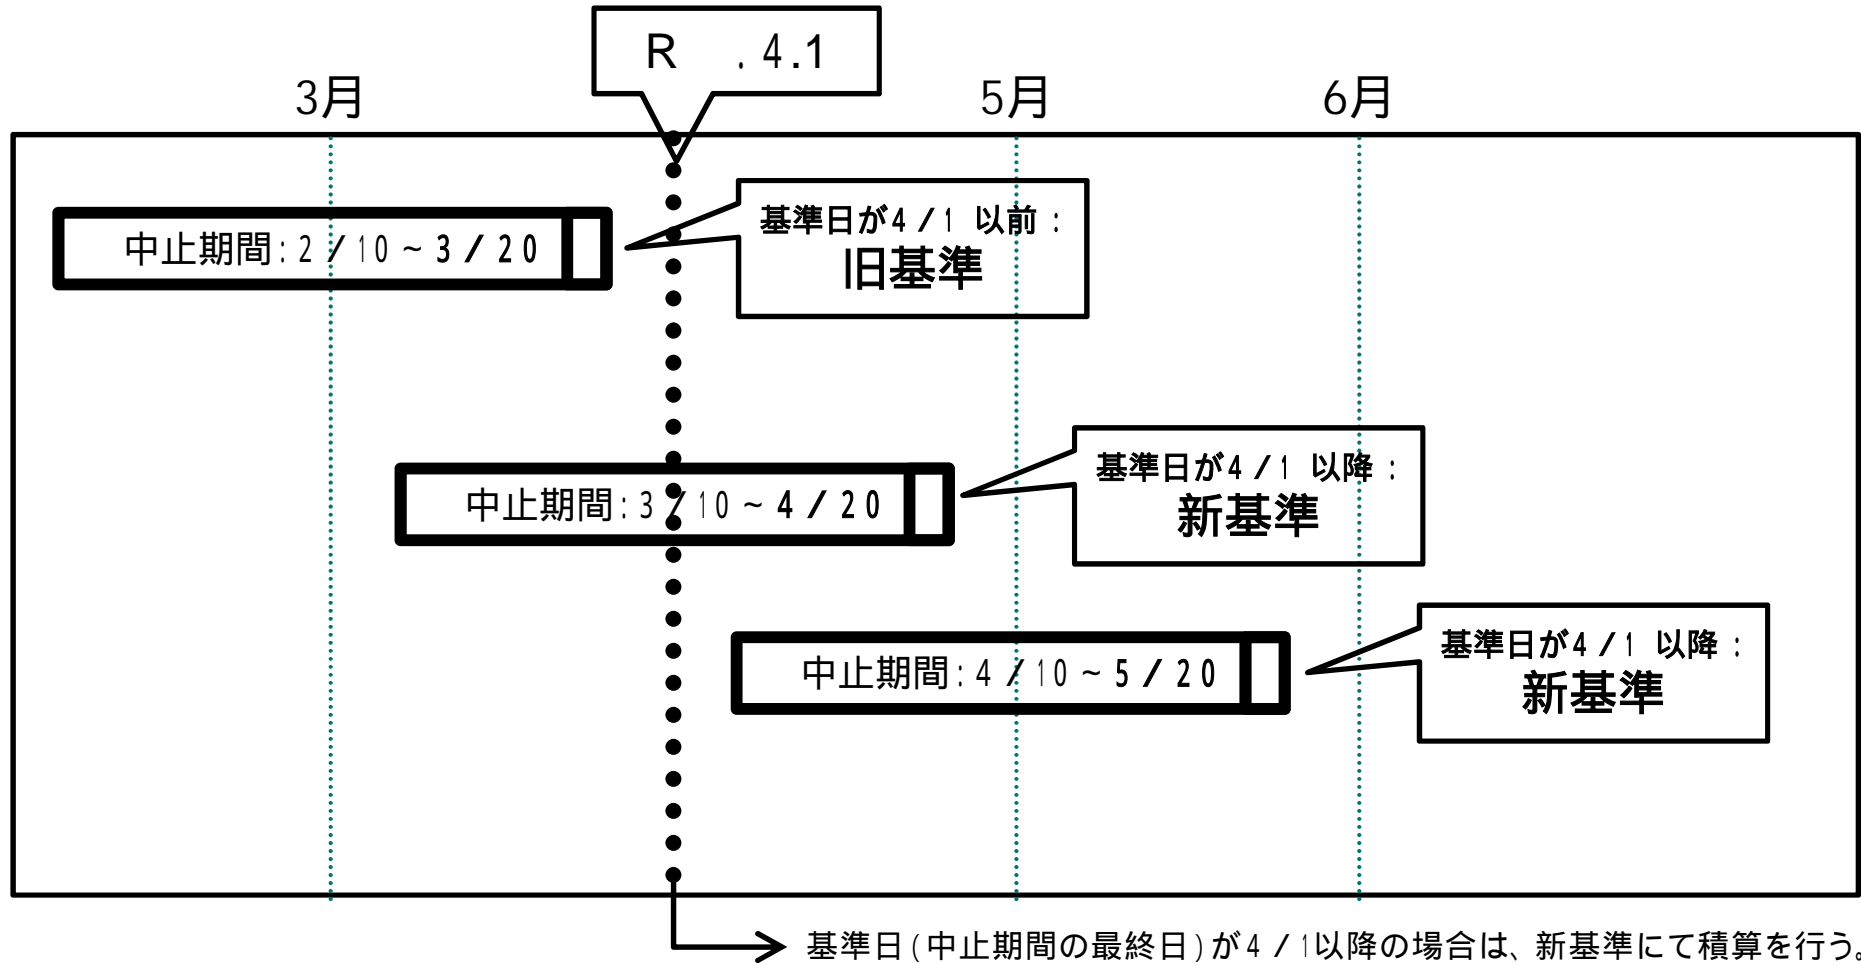 R .4.1
3月
5月
6月
中止期間:2/10~3/20
基準日が4/1 以前:
旧基準
中止期間:3/10~4/20
基準日が4/1 以降:
新基準
中止期間:4/10~5/20
基準日が4/1 以降:
新基準
基準日(中止期間の最終日)が4/1以降の場合は、新基準にて積算を行う。